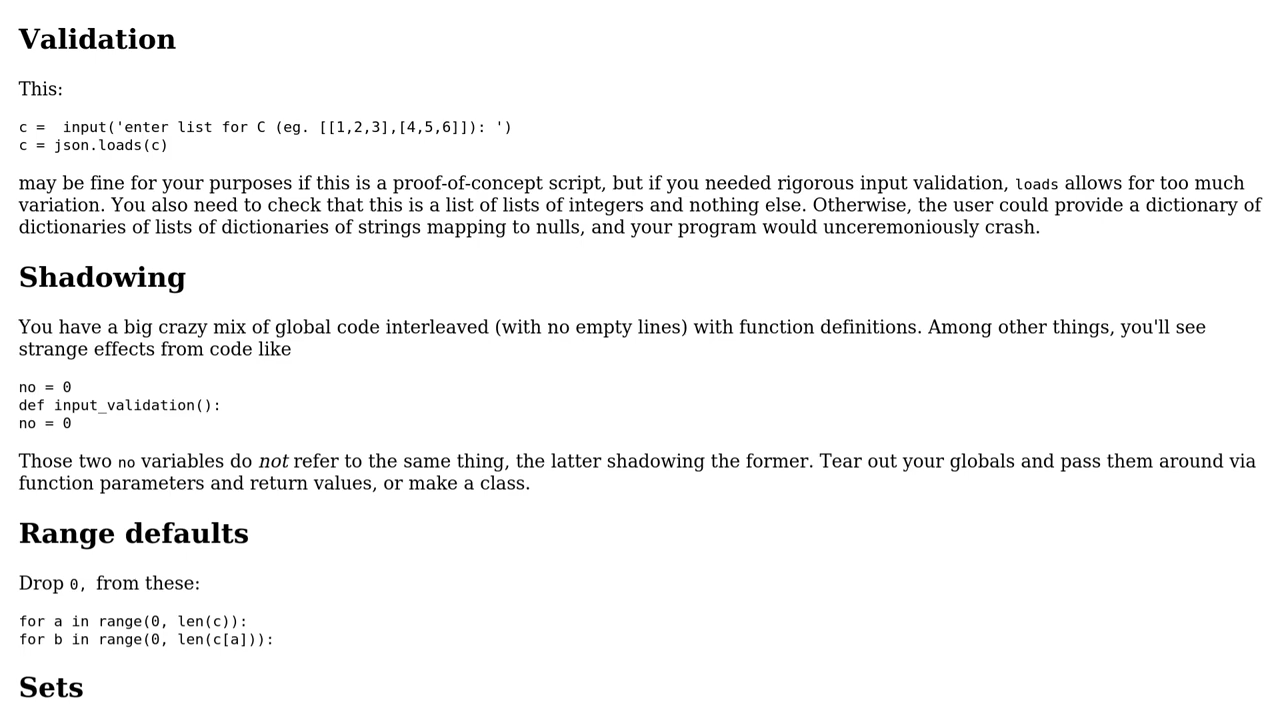 Validation
This:
c =  input('enter list for C (eg. [[1,2,3],[4,5,6]]): ')
c = json.loads(c)
may be fine for your purposes if this is a proof-of-concept script, but if you needed rigorous input validation, loads allows for too much
variation. You also need to check that this is a list of lists of integers and nothing else. Otherwise, the user could provide a dictionary of
dictionaries of lists of dictionaries of strings mapping to nulls, and your program would unceremoniously crash.
Shadowing
You have a big crazy mix of global code interleaved (with no empty lines) with function definitions. Among other things, you'll see
strange effects from code like
no = 0
def input_validation():
no = 0
Those two no variables do not refer to the same thing, the latter shadowing the former. Tear out your globals and pass them around via
function parameters and return values, or make a class.
Range defaults
Drop 0, from these:
for a in range(0, len(c)):
for b in range(0, len(c[a])):
Sets